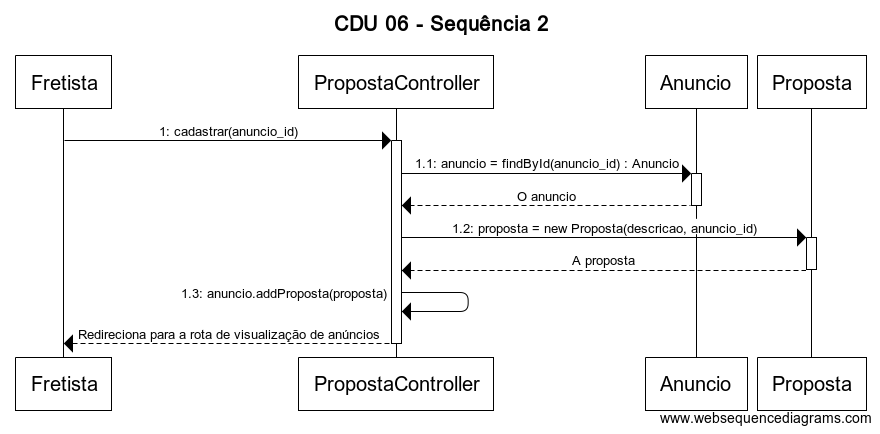 CDU 06 - Sequência 2
Fretista
PropostaController
Anuncio
Proposta
1: cadastrar(anuncio_id)
1.1: anuncio = findById(anuncio_id) : Anuncio
O anuncio
1.2: proposta = new Proposta(descricao, anuncio_id)
A proposta
1.3: anuncio.addProposta(proposta)
Redireciona para a rota de visualização de anúncios
Fretista
PropostaController
Anuncio
Proposta
www.websequencediagrams.com